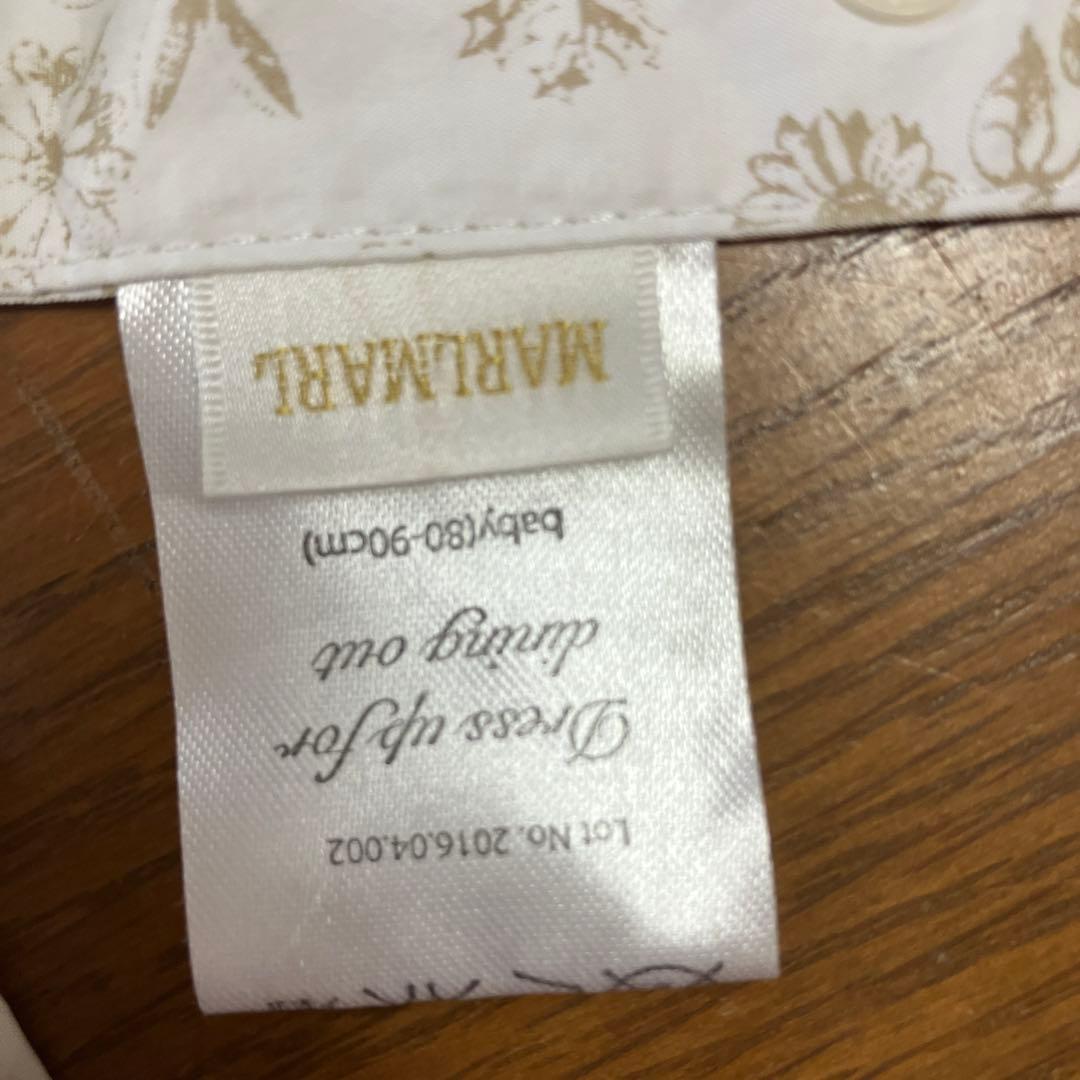 MARLMARL
baby(80-90cm)
dining out
Dress up for
Lot No. 2016.04.002